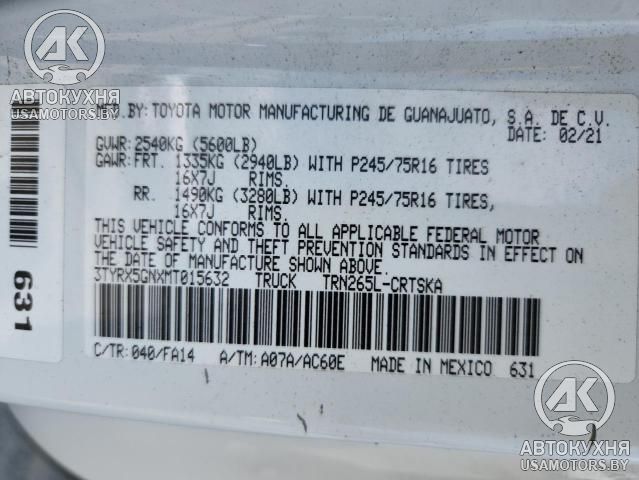 AK
АВТОКУХНЯ
USAMOTORS.BY
MFD.BY:TOYOTA MOTOR MANUFACTURING DE GUANAJUATO, S.A. DE C.V.
DATE: 02/21
GVWR:2540KG (5600LB)
GAWR:FRT. 1335KG (2940LB) WITH P245/75R16 TIRES
16X7J RIMS,
RR. 1490KG (3280LB) WITH P245/75R16 TIRES,
16X7J RIMS,
THIS VEHICLE CONFORMS TO ALL APPLICABLE FEDERAL MOTOR
VEHICLE SAFETY AND THEFT PREVENTION STANDARDS IN EFFECT ON
THE DATE OF MANUFACTURE SHOWN ABOVE.
3TYRX5GNXMT015632 TRUCK TRN265L-CRTSKA
C/TR:040/FA14 A/TM:A07A/AC60E MADE IN MEXICO 631
631
AK
АВТОКУХНЯ
USAMOTORS.BY